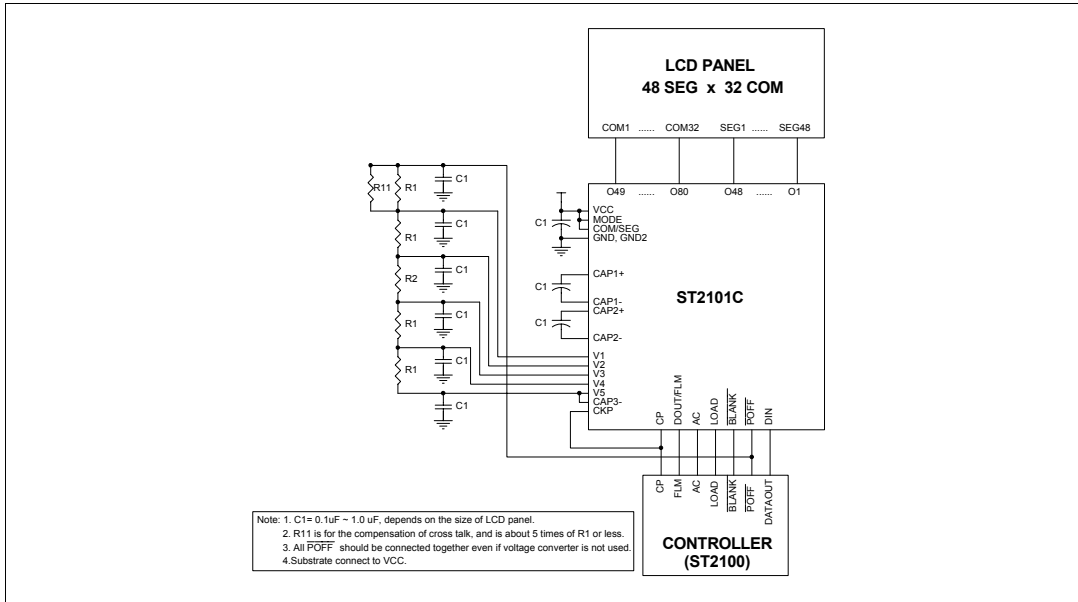 LCD PANEL
48 SEG x 32 COM
COM1 ...... COM32 SEG1 ...... SEG48
O49 ...... O80 O48 ...... O1
R11 R1 C1
C1
R1
C1
R2
C1
R1
C1
R1
C1
C1
VCC
MODE
COM/SEG
GND, GND2
C1
CAP1+
C1
CAP1-
CAP2+
C1
CAP2-
ST2101C
V1
V2
V3
V4
V5
CAP3-
CKP
CP DOUT/FLM AC LOAD BLANK POFF DIN
CP FLM AC LOAD BLANK POFF DATAOUT
CONTROLLER
(ST2100)
Note: 1. C1= 0.1uF ~ 1.0 uF, depends on the size of LCD panel.
2. R11 is for the compensation of cross talk, and is about 5 times of R1 or less.
3. All POFF should be connected together even if voltage converter is not used.
4.Substrate connect to VCC.